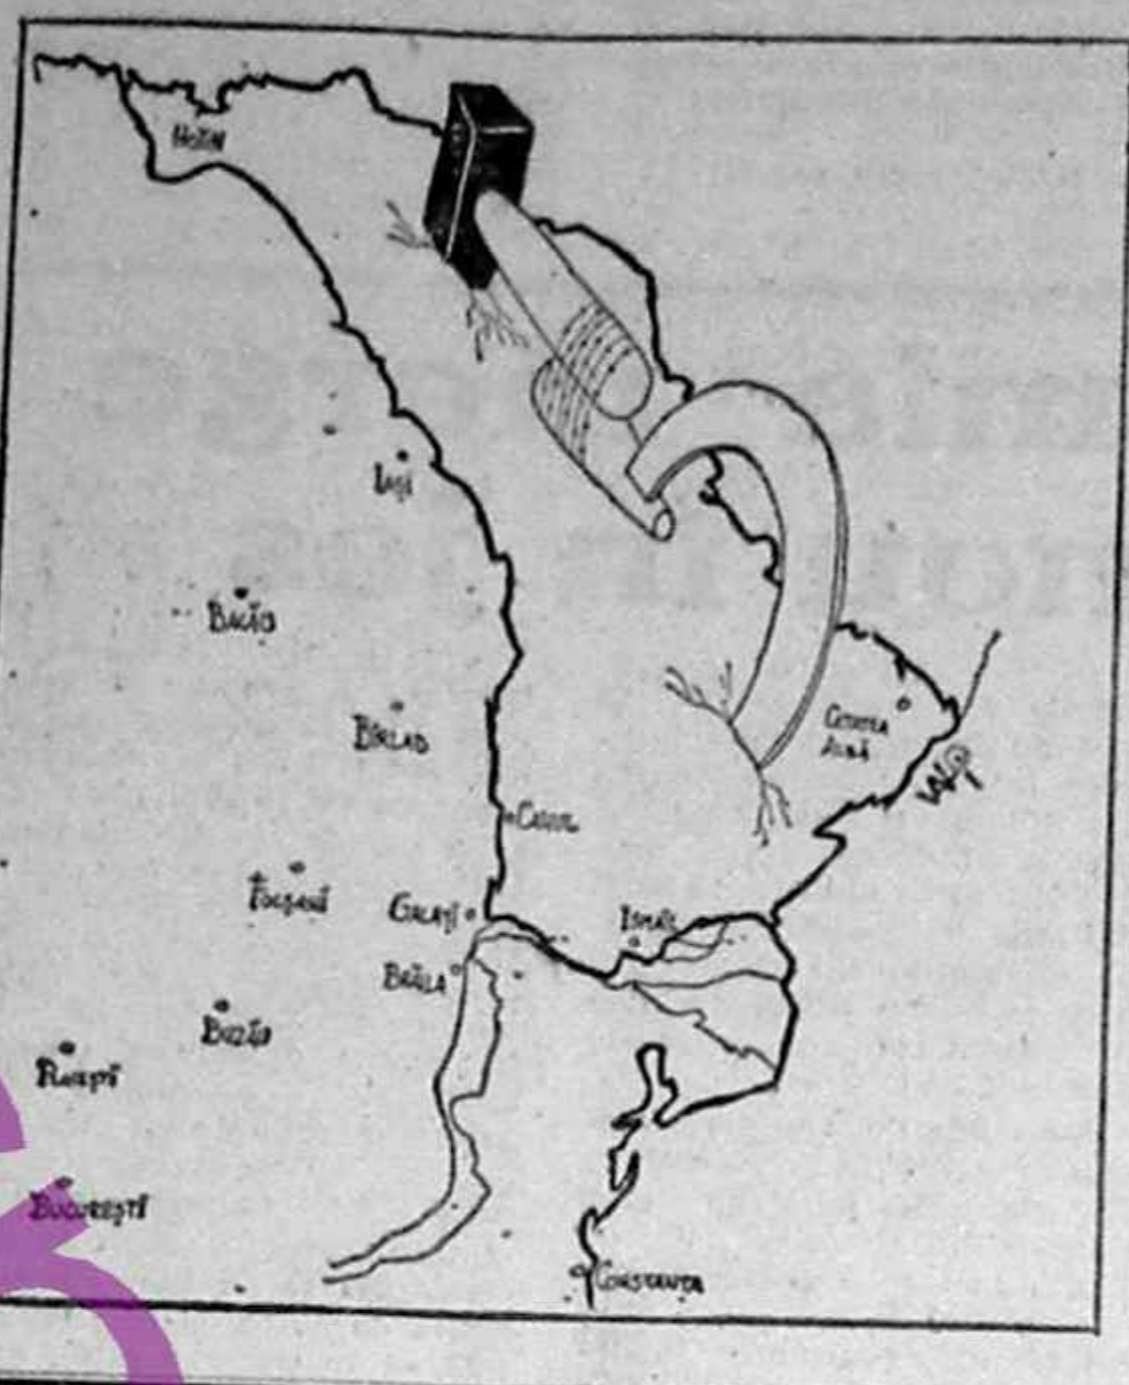 HOTIN
IAŞI
BACĂU
BÎRLAD
CETATEA
ALBĂ
CAHUL
FOCŞANI
GALAŢI
ISMAIL
BRĂILA
BUZĂU
BUCUREŞTI
CONSTANŢA